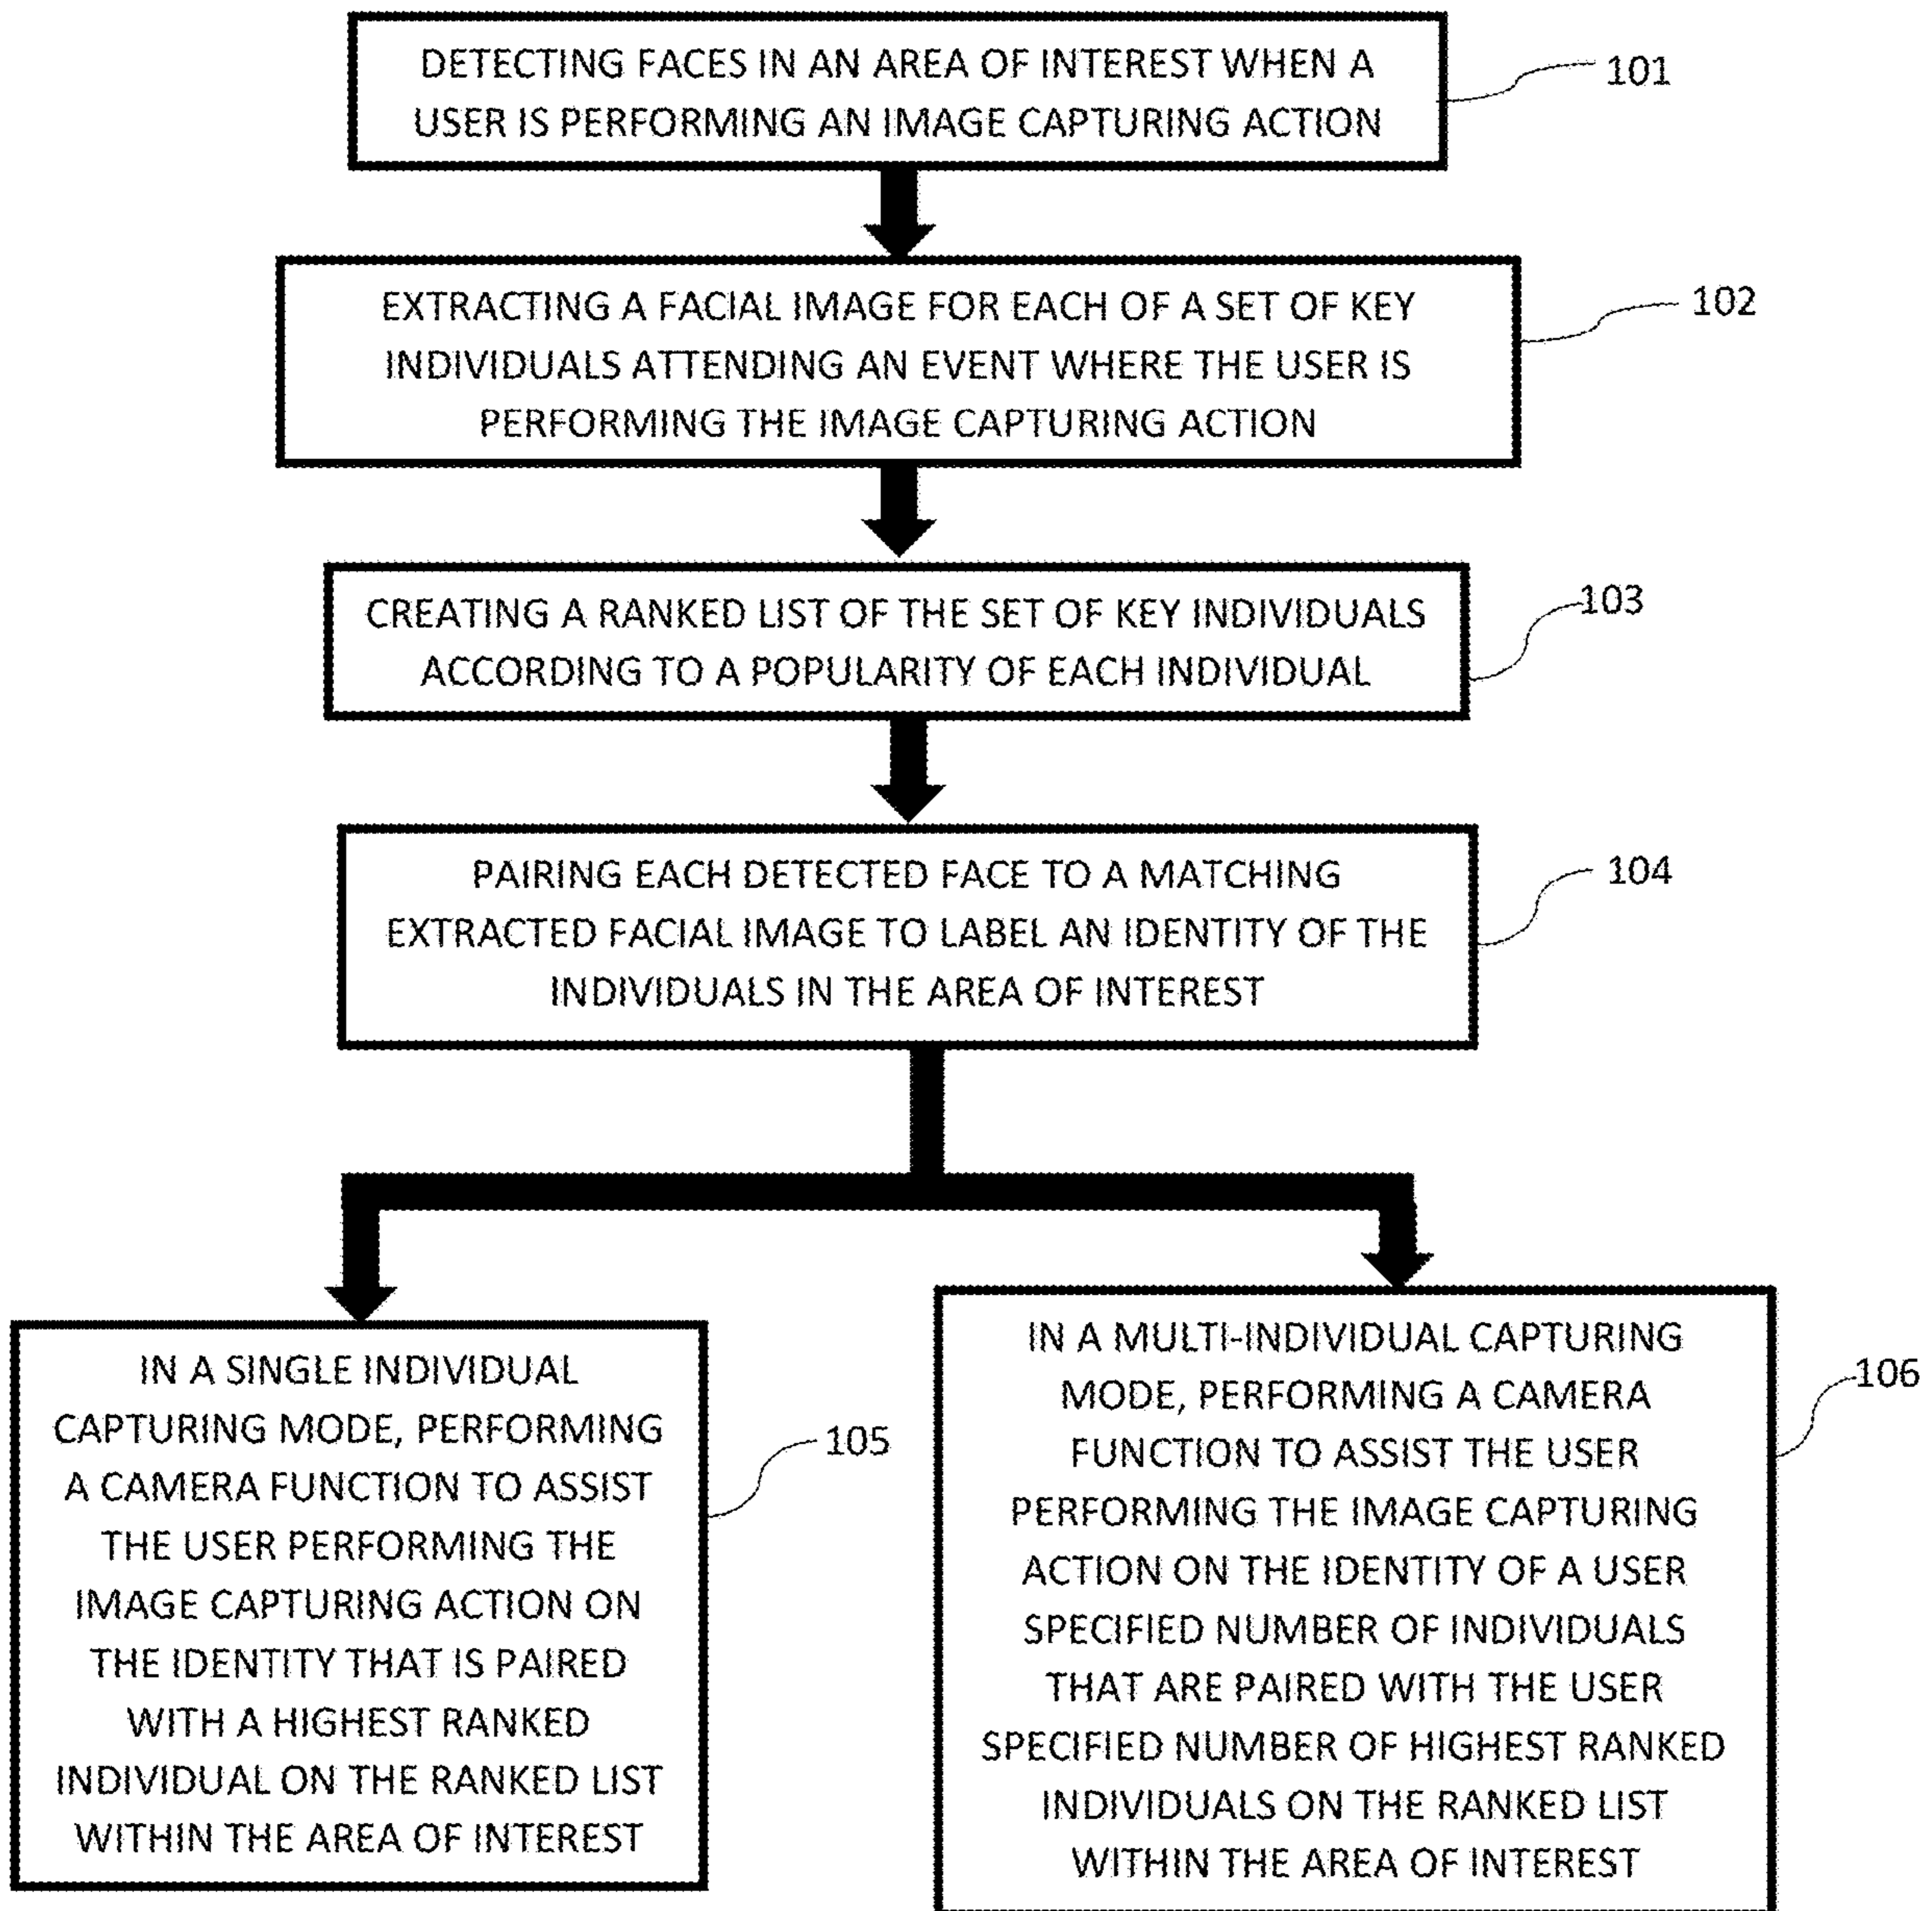 DETECTING FACES IN AN AREA OF INTEREST WHEN A
USER IS PERFORMING AN IMAGE CAPTURING ACTION
101
EXTRACTING A FACIAL IMAGE FOR EACH OF A SET OF KEY
INDIVIDUALS ATTENDING AN EVENT WHERE THE USER IS
PERFORMING THE IMAGE CAPTURING ACTION
102
CREATING A RANKED LIST OF THE SET OF KEY INDIVIDUALS
ACCORDING TO A POPULARITY OF EACH INDIVIDUAL
103
PAIRING EACH DETECTED FACE TO A MATCHING
EXTRACTED FACIAL IMAGE TO LABEL AN IDENTITY OF THE
INDIVIDUALS IN THE AREA OF INTEREST
104
IN A SINGLE INDIVIDUAL
CAPTURING MODE, PERFORMING
A CAMERA FUNCTION TO ASSIST
THE USER PERFORMING THE
IMAGE CAPTURING ACTION ON
THE IDENTITY THAT IS PAIRED
WITH A HIGHEST RANKED
INDIVIDUAL ON THE RANKED LIST
WITHIN THE AREA OF INTEREST
105
IN A MULTI-INDIVIDUAL CAPTURING
MODE, PERFORMING A CAMERA
FUNCTION TO ASSIST THE USER
PERFORMING THE IMAGE CAPTURING
ACTION ON THE IDENTITY OF A USER
SPECIFIED NUMBER OF INDIVIDUALS
THAT ARE PAIRED WITH THE USER
SPECIFIED NUMBER OF HIGHEST RANKED
INDIVIDUALS ON THE RANKED LIST
WITHIN THE AREA OF INTEREST
106